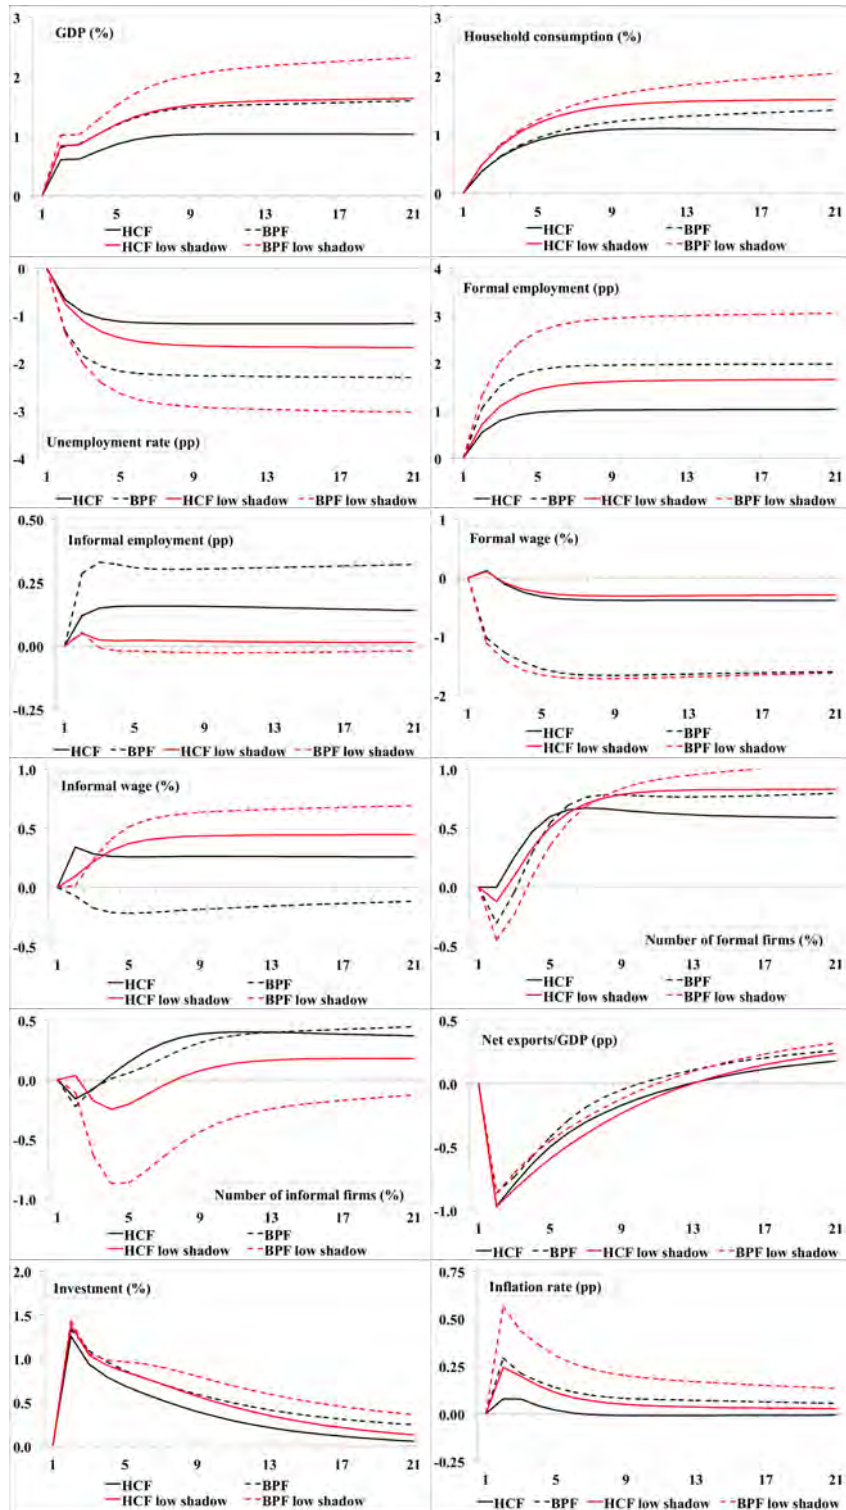 GDP (%)
3
2
1
0
1 5 9 13 17 21
HCF BPF
HCF low shadow BPF low shadow
Household consumption (%)
3
2
1
0
1 5 9 13 17 21
HCF BPF
HCF low shadow BPF low shadow
0
-1
-2
-3
-4
1 5 9 13 17 21
Unemployment rate (pp)
HCF BPF HCF low shadow BPF low shadow
4
Formal employment (pp)
3
2
1
0
1 5 9 13 17 21
HCF BPF HCF low shadow BPF low shadow
0.50
Informal employment (pp)
0.25
0.00
-0.25
1 5 9 13 17 21
HCF BPF HCF low shadow BPF low shadow
1
Formal wage (%)
0
-1
-2
1 5 9 13 17 21
HCF BPF
HCF low shadow BPF low shadow
1.0
Informal wage (%)
0.5
0.0
-0.5
1 5 9 13 17 21
HCF BPF
HCF low shadow BPF low shadow
1.0
0.5
0.0
-0.5
Number of formal firms (%)
1 5 9 13 17 21
HCF BPF
HCF low shadow BPF low shadow
0.5
0.0
-0.5
-1.0
Number of informal firms (%)
1 5 9 13 17 21
HCF BPF
HCF low shadow BPF low shadow
0.5
Net exports/GDP (pp)
0.0
-0.5
-1.0
1 5 9 13 17 21
HCF BPF HCF low shadow BPF low shadow
2.0
Investment (%)
1.5
1.0
0.5
0.0
1 5 9 13 17 21
HCF BPF
HCF low shadow BPF low shadow
0.75
Inflation rate (pp)
0.50
0.25
0.00
-0.25
1 5 9 13 17 21
HCF BPF
HCF low shadow BPF low shadow